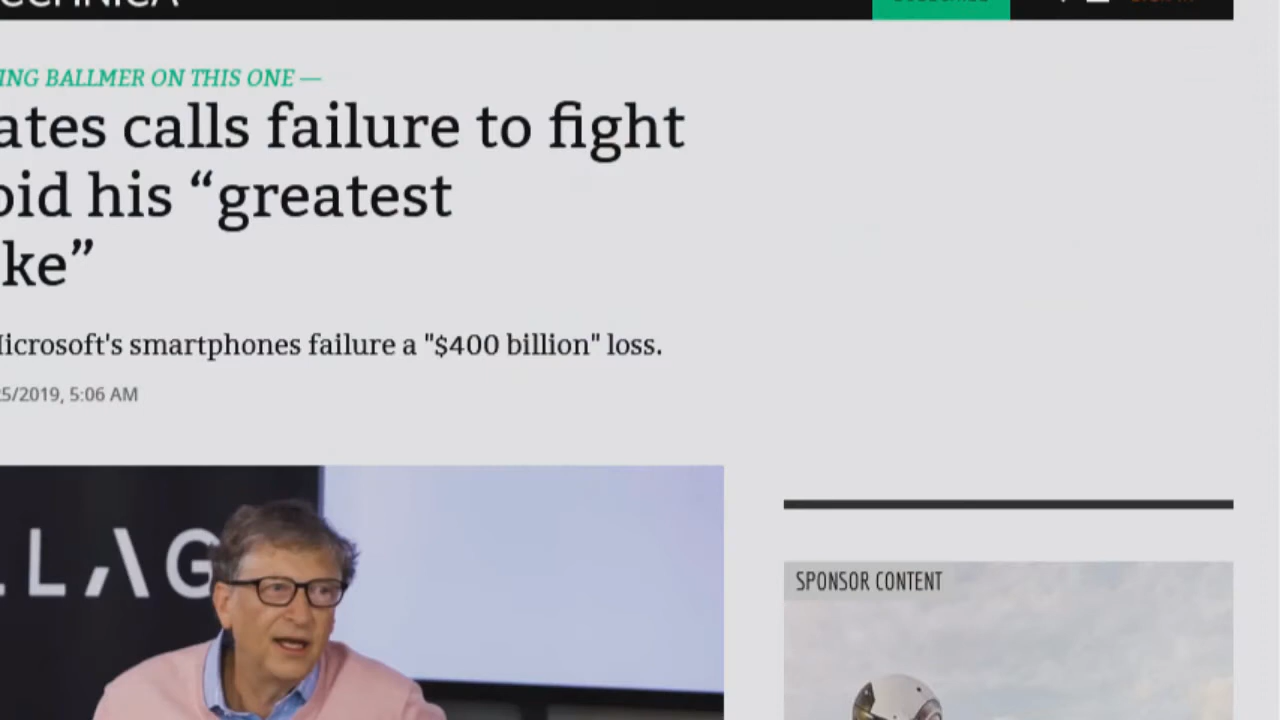 ING BALLMER ON THIS ONE —
ates calls failure to fight
oid his “greatest
ke”
icrosoft's smartphones failure a "$400 billion" loss.
5/2019, 5:06 AM
LLAG
SPONSOR CONTENT